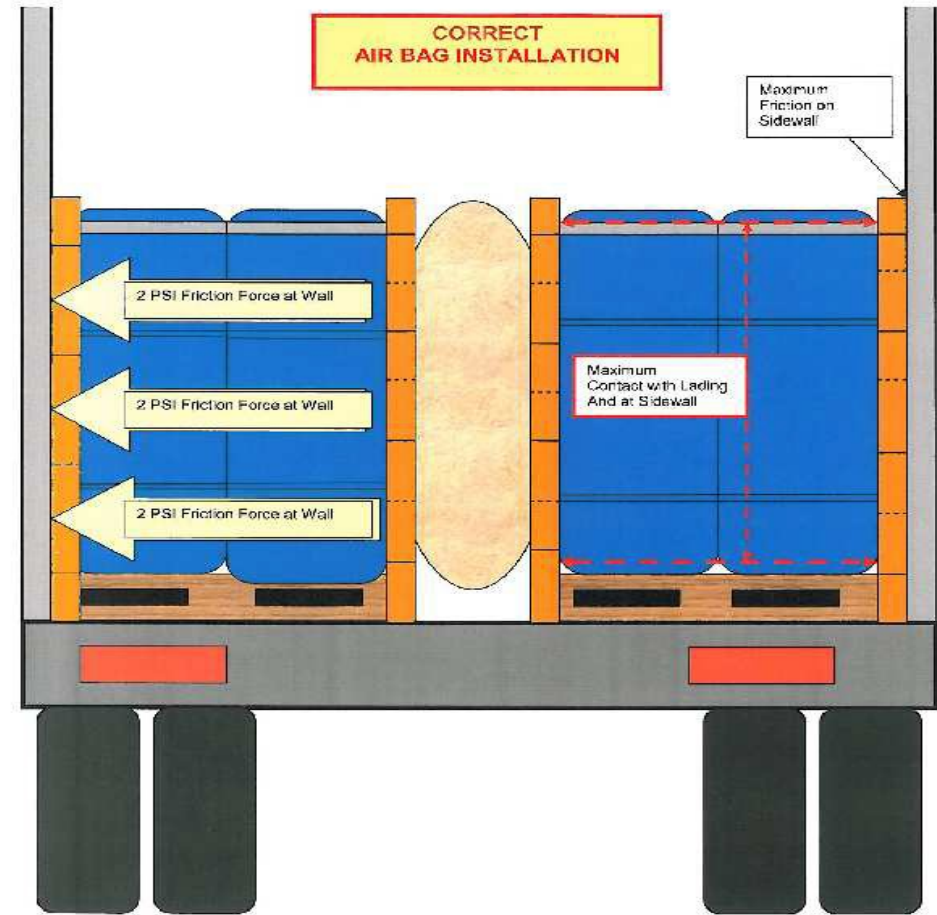 CORRECT
AIR BAG INSTALLATION
Maximum
Friction on
Sidewall
2 PSI Friction Force at Wall
Maximum
Contact with Lading
And at Sidewall
2 PSI Friction Force at Wall
2 PSI Friction Force at Wall